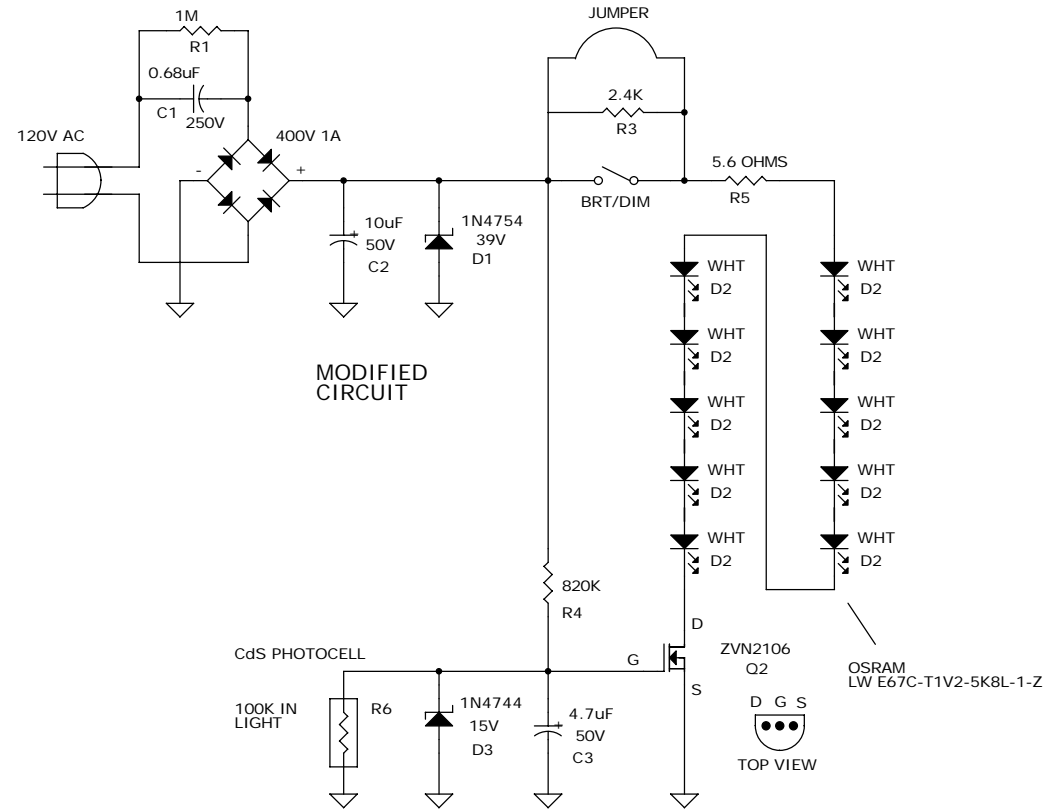 JUMPER
1M
R1
0.68uF
C1
250V
120V AC
400V 1A
-
+
2.4K
R3
5.6 OHMS
R5
BRT/DIM
+
10uF
50V
C2
1N4754
39V
D1
WHT
D2
WHT
D2
WHT
D2
WHT
D2
WHT
D2
WHT
D2
WHT
D2
WHT
D2
WHT
D2
WHT
D2
MODIFIED
CIRCUIT
820K
R4
CdS PHOTOCELL
100K IN
LIGHT
R6
1N4744
15V
D3
+
4.7uF
50V
C3
G
D
S
ZVN2106
Q2
D G S
TOP VIEW
OSRAM
LW E67C-T1V2-5K8L-1-Z